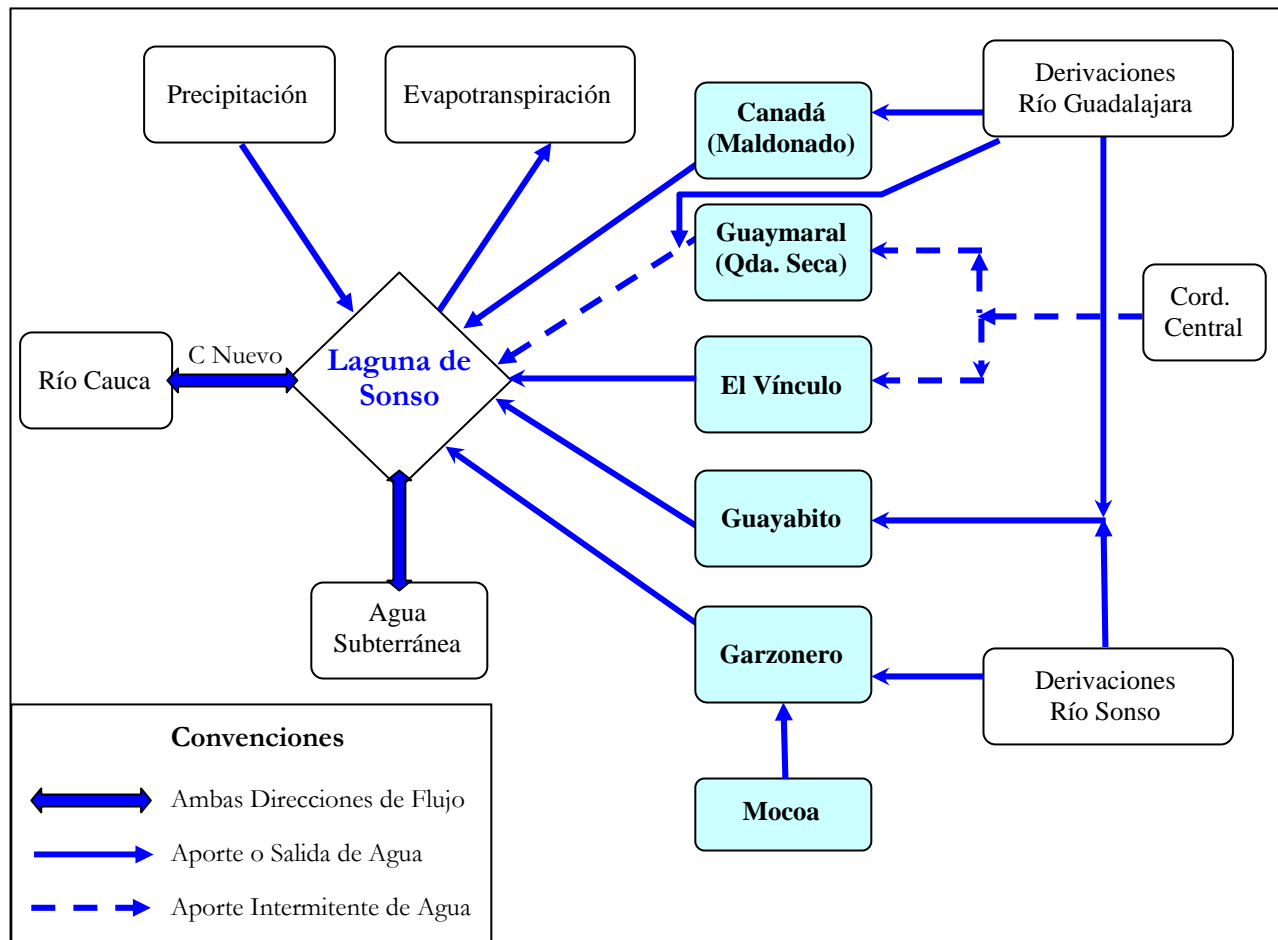 Precipitación
Evapotranspiración
Canadá
(Maldonado)
Derivaciones
Río Guadalajara
Guaymaral
(Qda. Seca)
Cord.
Central
C Nuevo
Río Cauca
Laguna de
Sonso
El Vínculo
Guayabito
Agua
Subterránea
Garzonero
Derivaciones
Río Sonso
Mocoa
Convenciones
Ambas Direcciones de Flujo
Aporte o Salida de Agua
Aporte Intermitente de Agua